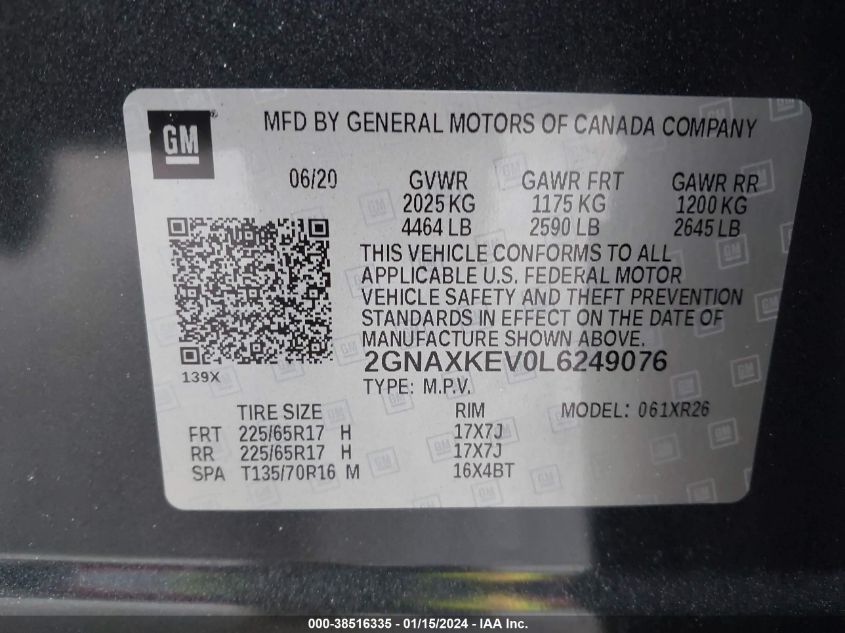 GM
MFD BY GENERAL MOTORS OF CANADA COMPANY
06/20 GVWR GAWR FRT GAWR RR
2025 KG 1175 KG 1200 KG
4464 LB 2590 LB 2645 LB
THIS VEHICLE CONFORMS TO ALL
APPLICABLE U.S. FEDERAL MOTOR
VEHICLE SAFETY AND THEFT PREVENTION
STANDARDS IN EFFECT ON THE DATE OF
MANUFACTURE SHOWN ABOVE.
2GNAXKEV0L6249076
139X
TYPE: M.P.V.
TIRE SIZE RIM MODEL: 061XR26
FRT 225/65R17 H 17X7J
RR 225/65R17 H 17X7J
SPA T135/70R16 M 16X4BT
000-38516335 - 01/15/2024 - IAA Inc.